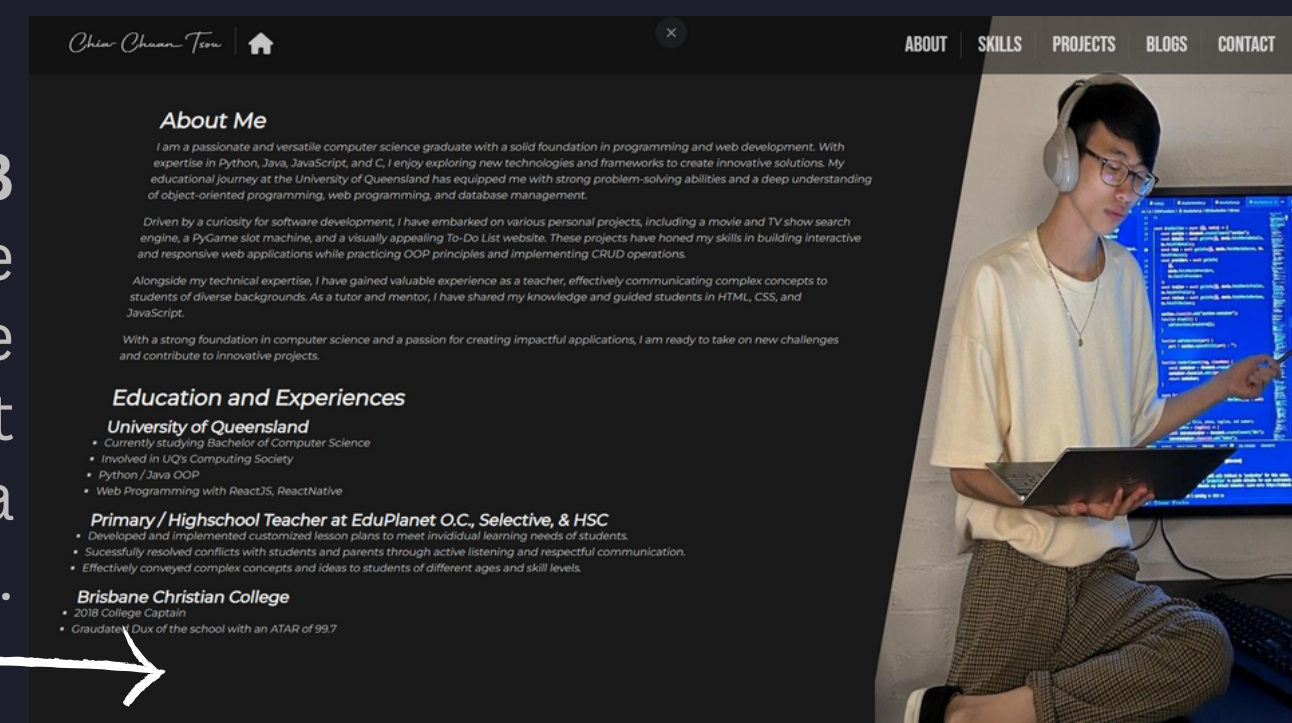 Chia-Chuan Tsou
ABOUT
SKILLS
PROJECTS
BLOGS
CONTACT
About Me
I am a passionate and versatile computer science graduate with a solid foundation in programming and web development. With
expertise in Python, Java, JavaScript, and C, I enjoy exploring new technologies and frameworks to create innovative solutions. My
educational journey at the University of Queensland has equipped me with strong problem-solving abilities and a deep understanding
of object-oriented programming, web programming, and database management.
Driven by a curiosity for software development, I have embarked on various personal projects, including a movie and TV show search
engine, a PyGame slot machine, and a visually appealing To-Do List website. These projects have honed my skills in building interactive
and responsive web applications while practicing OOP principles and implementing CRUD operations.
Alongside my technical expertise, I have gained valuable experience as a teacher, effectively communicating complex concepts to
students of diverse backgrounds. As a tutor and mentor, I have shared my knowledge and guided students in HTML, CSS, and
JavaScript.
With a strong foundation in computer science and a passion for creating impactful applications, I am ready to take on new challenges
and contribute to innovative projects.
Education and Experiences
University of Queensland
▪ Currently studying Bachelor of Computer Science
▪ Involved in UQ's Computing Society
▪ Python / Java OOP
▪ Web Programming with ReactJS, ReactNative
Primary / Highschool Teacher at EduPlanet O.C., Selective, & HSC
▪ Developed and implemented customized lesson plans to meet invididual learning needs of students.
▪ Sucessfully resolved conflicts with students and parents through active listening and respectful communication.
▪ Effectively conveyed complex concepts and ideas to students of different ages and skill levels.
Brisbane Christian College
▪ 2018 College Captain
▪ Graudated Dux of the school with an ATAR of 99.7